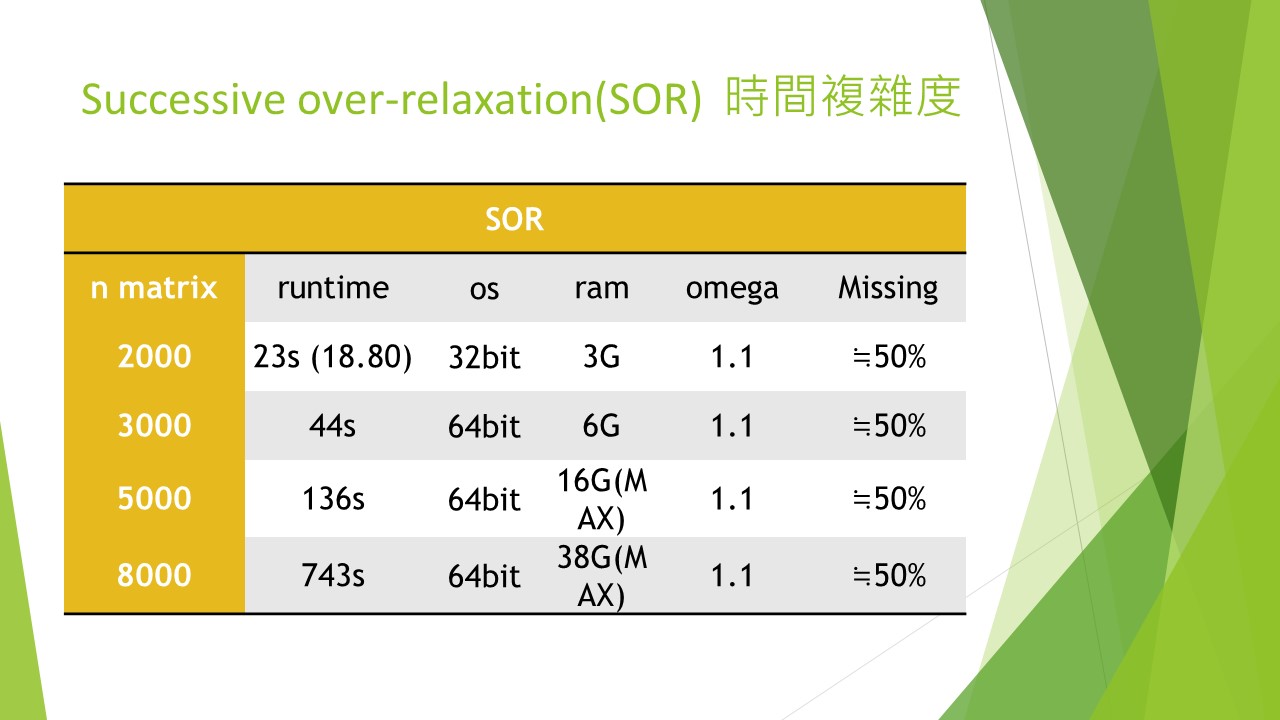 Successive over-relaxation(SOR) 時間複雜度
SOR
n matrix runtime os ram omega Missing
2000 23s (18.80) 32bit 3G 1.1 ≒50%
3000 44s 64bit 6G 1.1 ≒50%
5000 136s 64bit 16G(M
AX) 1.1 ≒50%
8000 743s 64bit 38G(M
AX) 1.1 ≒50%